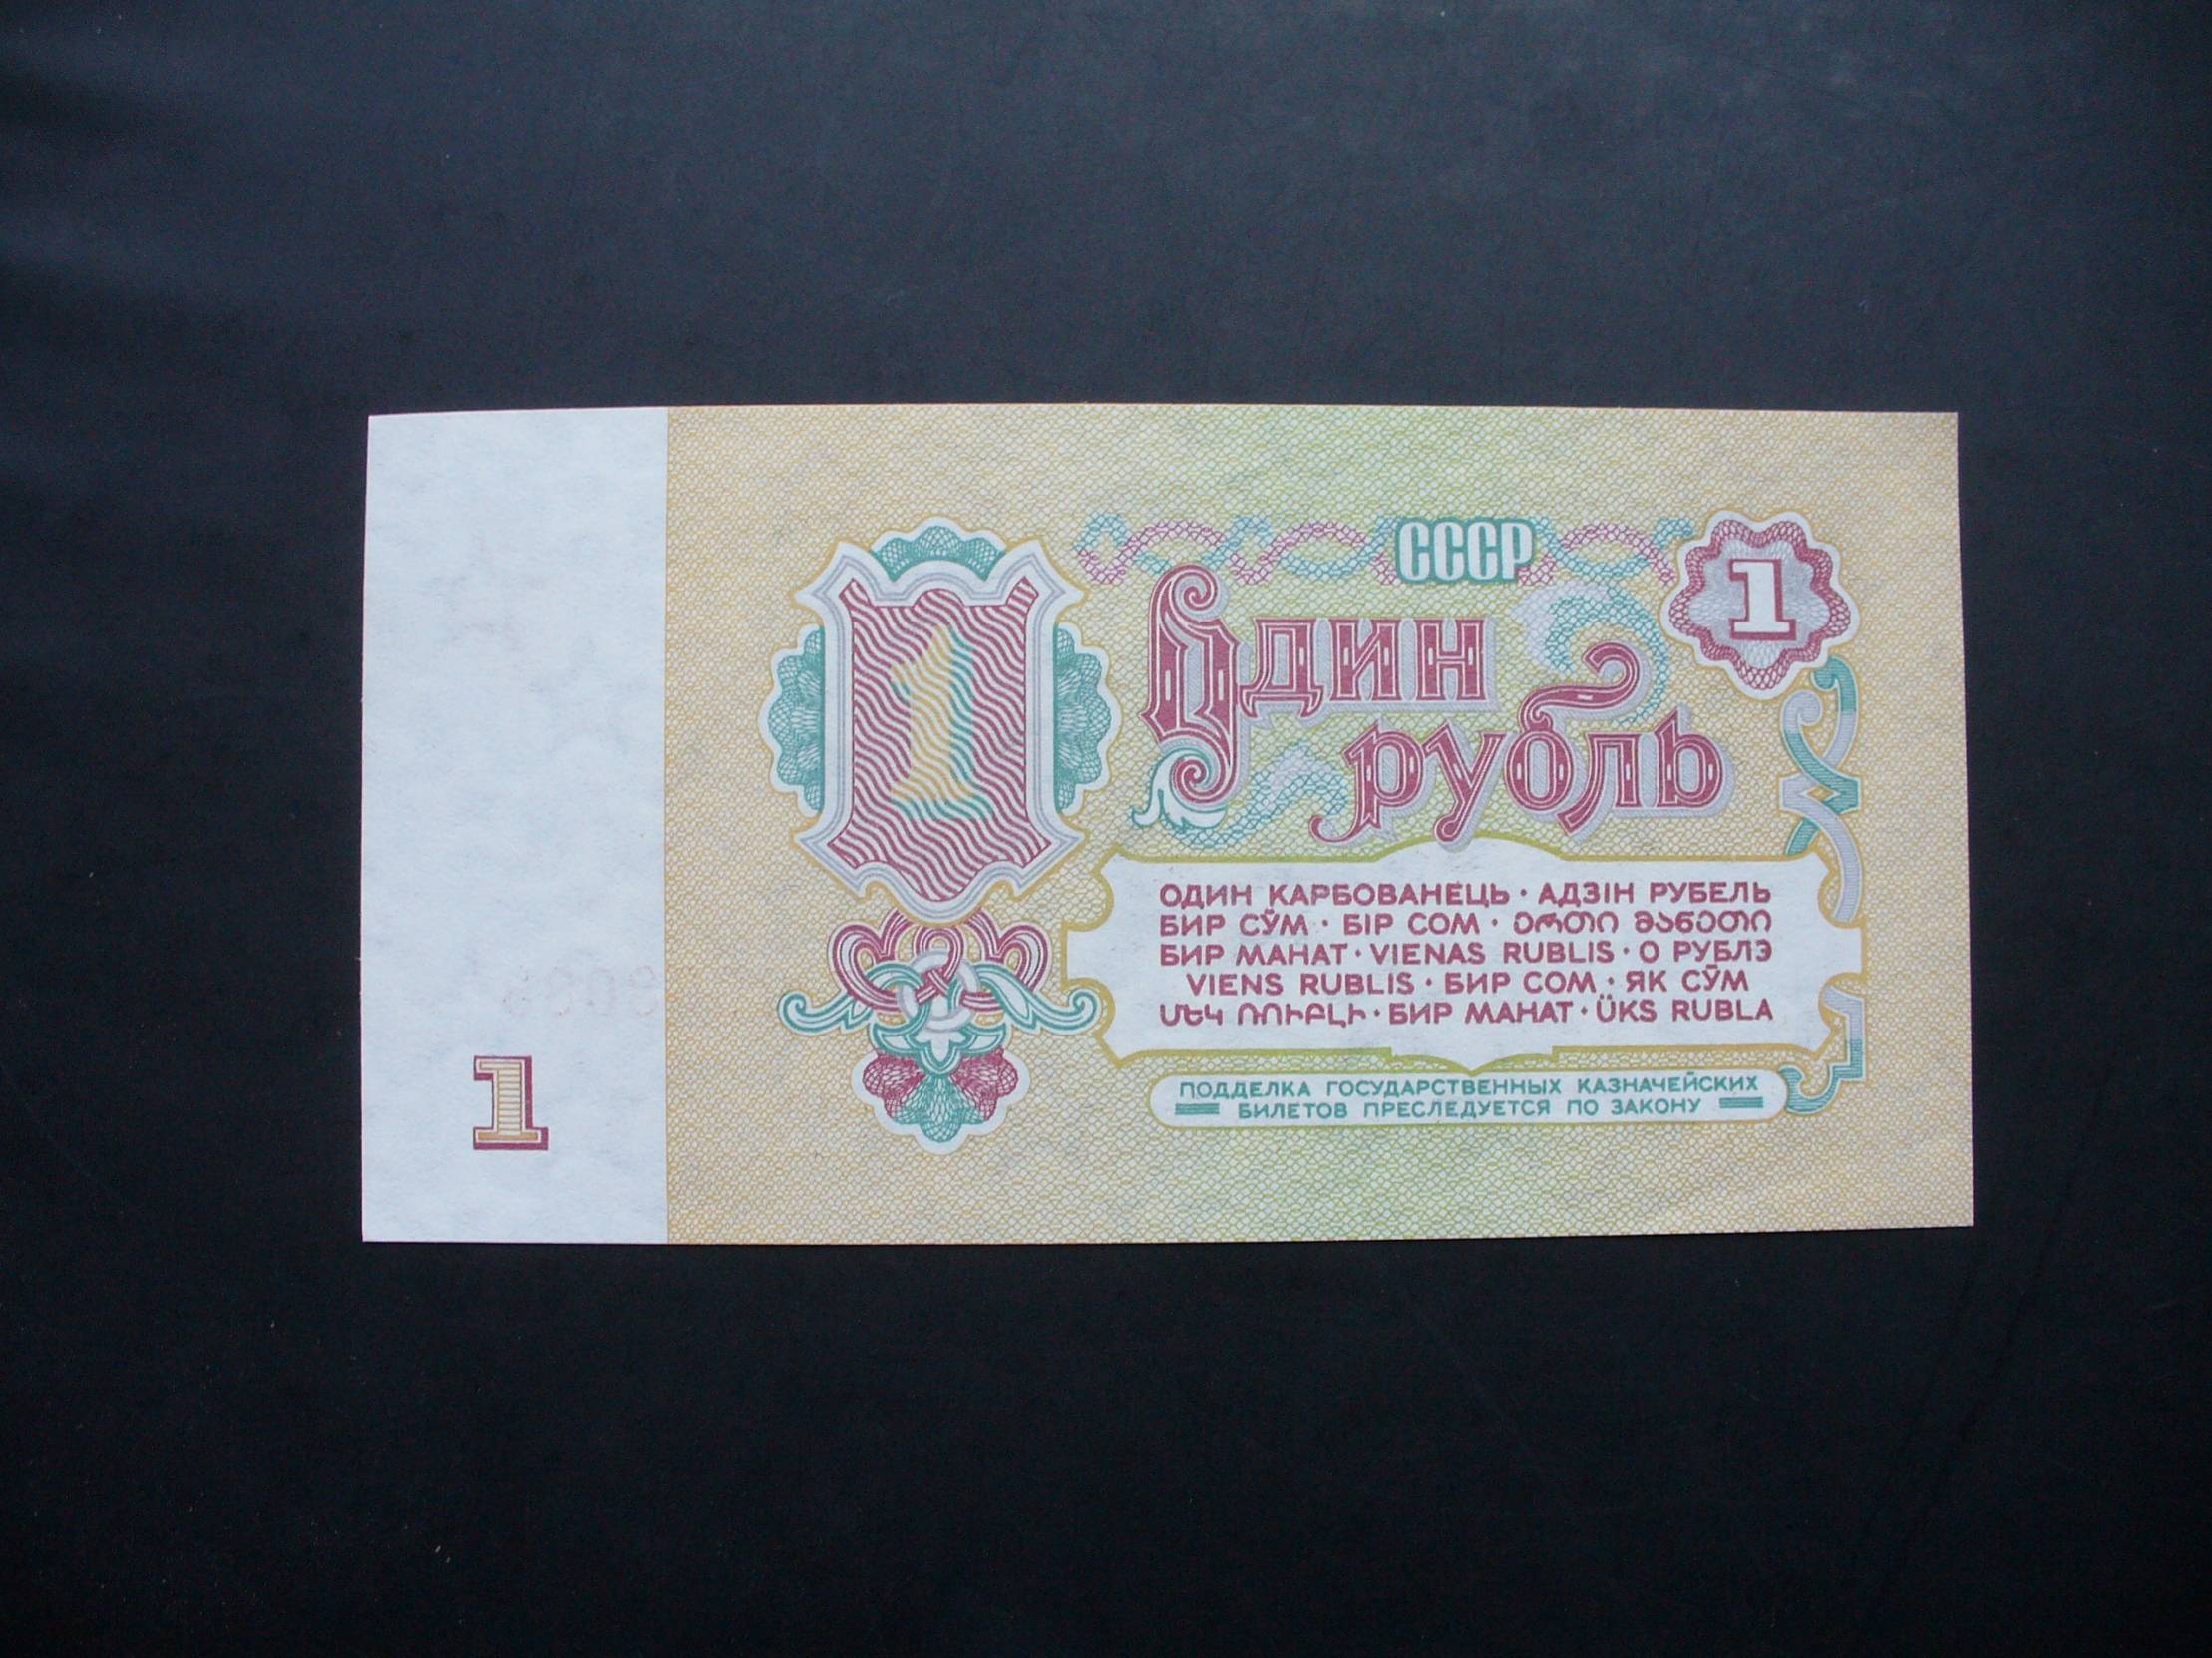 СССР
1
1
Один
рубль
ОДИН КАРБОВАНЕЦЬ · АДЗІН РУБЕЛЬ
БИР СЎМ · БІР СОМ · ერთი მანეთი
БИР МАНАТ · VIENAS RUBLIS · О РУБЛЭ
VIENS RUBLIS · БИР СОМ · ЯК СӮМ
ՄԵԿ ՌՈՒԲԼԻ · БИР МАНАТ · ÜKS RUBLA
ПОДДЕЛКА ГОСУДАРСТВЕННЫХ КАЗНАЧЕЙСКИХ
БИЛЕТОВ ПРЕСЛЕДУЕТСЯ ПО ЗАКОНУ
1